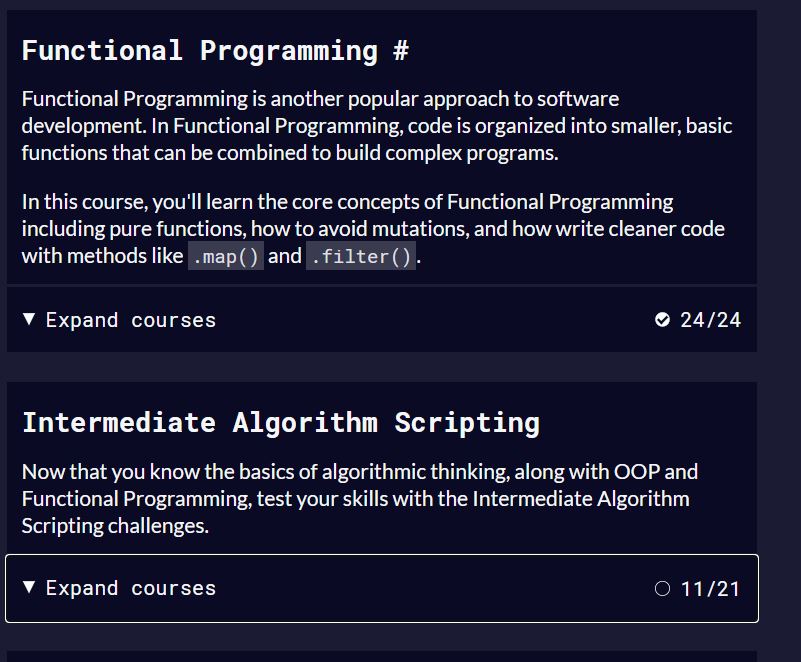 Functional Programming #
Functional Programming is another popular approach to software
development. In Functional Programming, code is organized into smaller, basic
functions that can be combined to build complex programs.
In this course, you'll learn the core concepts of Functional Programming
including pure functions, how to avoid mutations, and how write cleaner code
with methods like .map() and .filter().
Expand courses 24/24
Intermediate Algorithm Scripting
Now that you know the basics of algorithmic thinking, along with OOP and
Functional Programming, test your skills with the Intermediate Algorithm
Scripting challenges.
Expand courses 11/21